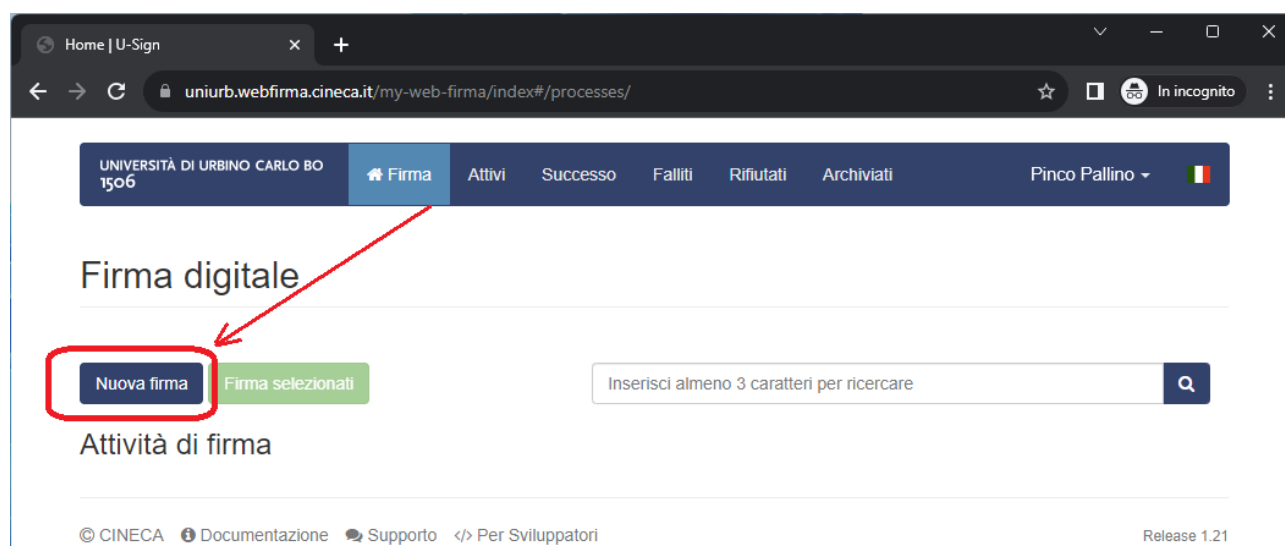 Home | U-Sign
uniurb.webfirma.cineca.it/my-web-firma/index#/processes/
In incognito
UNIVERSITÀ DI URBINO CARLO BO
1506
Firma Attivi Successo Falliti Rifiutati Archiviati Pinco Pallino
Firma digitale
Nuova firma Firma selezionati Inserisci almeno 3 caratteri per ricercare
Attività di firma
© CINECA Documentazione Supporto </> Per Sviluppatori Release 1.21